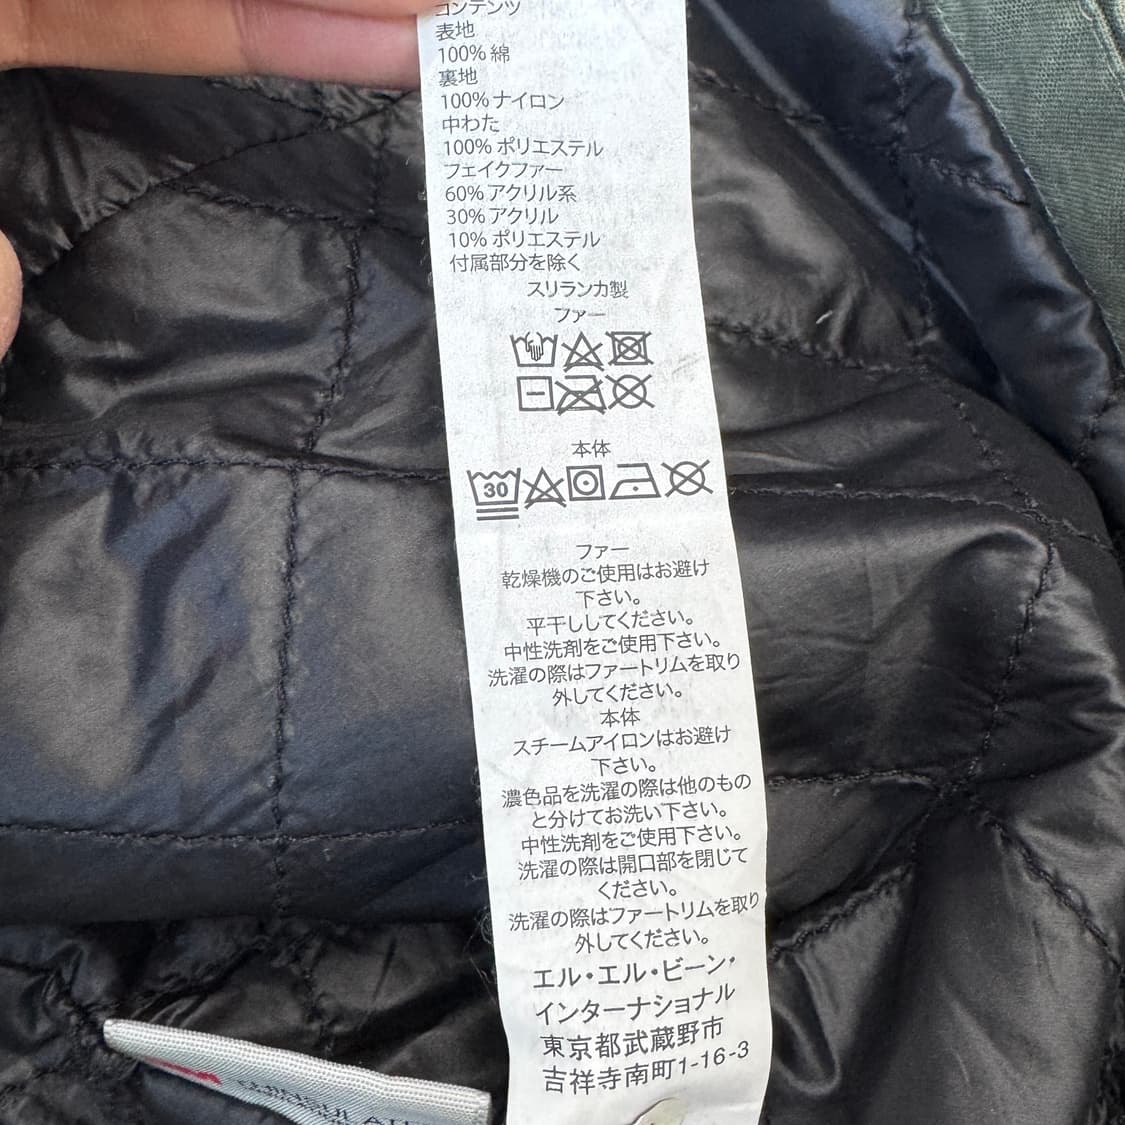 コンテンツ
表地
100% 綿
裏地
100% ナイロン
中わた
100% ポリエステル
フェイクファー
60% アクリル系
30% アクリル
10% ポリエステル
付属部分を除く
スリランカ製
ファー
本体
30
ファー
乾燥機のご使用はお避け
下さい。
平干ししてください。
中性洗剤をご使用下さい。
洗濯の際はファートリムを取り
外してください。
本体
スチームアイロンはお避け
下さい。
濃色品を洗濯の際は他のもの
と分けてお洗い下さい。
中性洗剤をご使用下さい。
洗濯の際は開口部を閉じて
ください。
洗濯の際はファートリムを取り
外してください。
エル・エル・ビーン・
インターナショナル
東京都武蔵野市
吉祥寺南町1-16-3